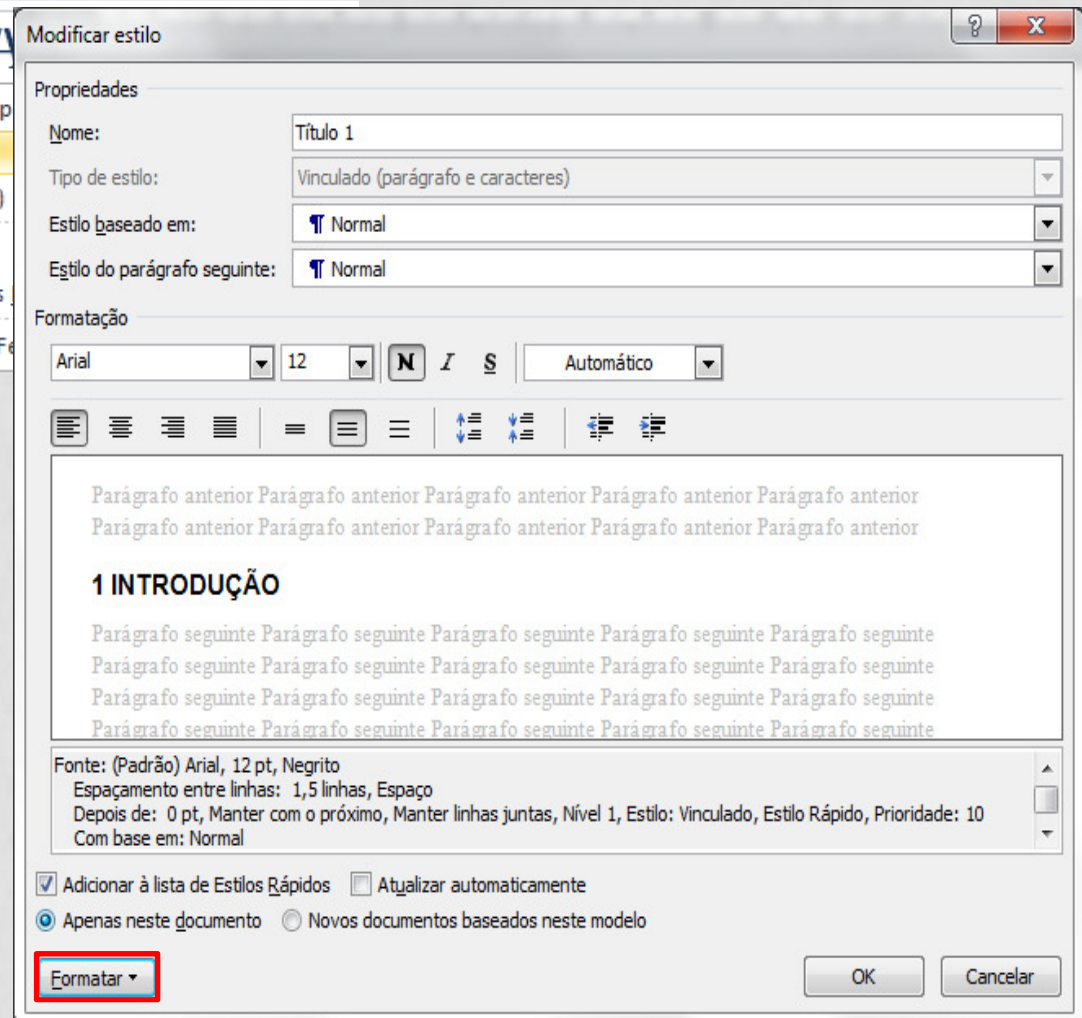 Modificar estilo
Propriedades
Nome: Título 1
Tipo de estilo: Vinculado (parágrafo e caracteres)
Estilo baseado em: ¶ Normal
Estilo do parágrafo seguinte: ¶ Normal
Formatação
Arial 12 N I S Automático
Parágrafo anterior Parágrafo anterior Parágrafo anterior Parágrafo anterior Parágrafo anterior
Parágrafo anterior Parágrafo anterior Parágrafo anterior Parágrafo anterior Parágrafo anterior
1 INTRODUÇÃO
Parágrafo seguinte Parágrafo seguinte Parágrafo seguinte Parágrafo seguinte Parágrafo seguinte
Parágrafo seguinte Parágrafo seguinte Parágrafo seguinte Parágrafo seguinte Parágrafo seguinte
Parágrafo seguinte Parágrafo seguinte Parágrafo seguinte Parágrafo seguinte Parágrafo seguinte
Parágrafo seguinte Parágrafo seguinte Parágrafo seguinte Parágrafo seguinte Parágrafo seguinte
Fonte: (Padrão) Arial, 12 pt, Negrito
Espaçamento entre linhas: 1,5 linhas, Espaço
Depois de: 0 pt, Manter com o próximo, Manter linhas juntas, Nível 1, Estilo: Vinculado, Estilo Rápido, Prioridade: 10
Com base em: Normal
Adicionar à lista de Estilos Rápidos Atualizar automaticamente
Apenas neste documento Novos documentos baseados neste modelo
Formatar OK Cancelar